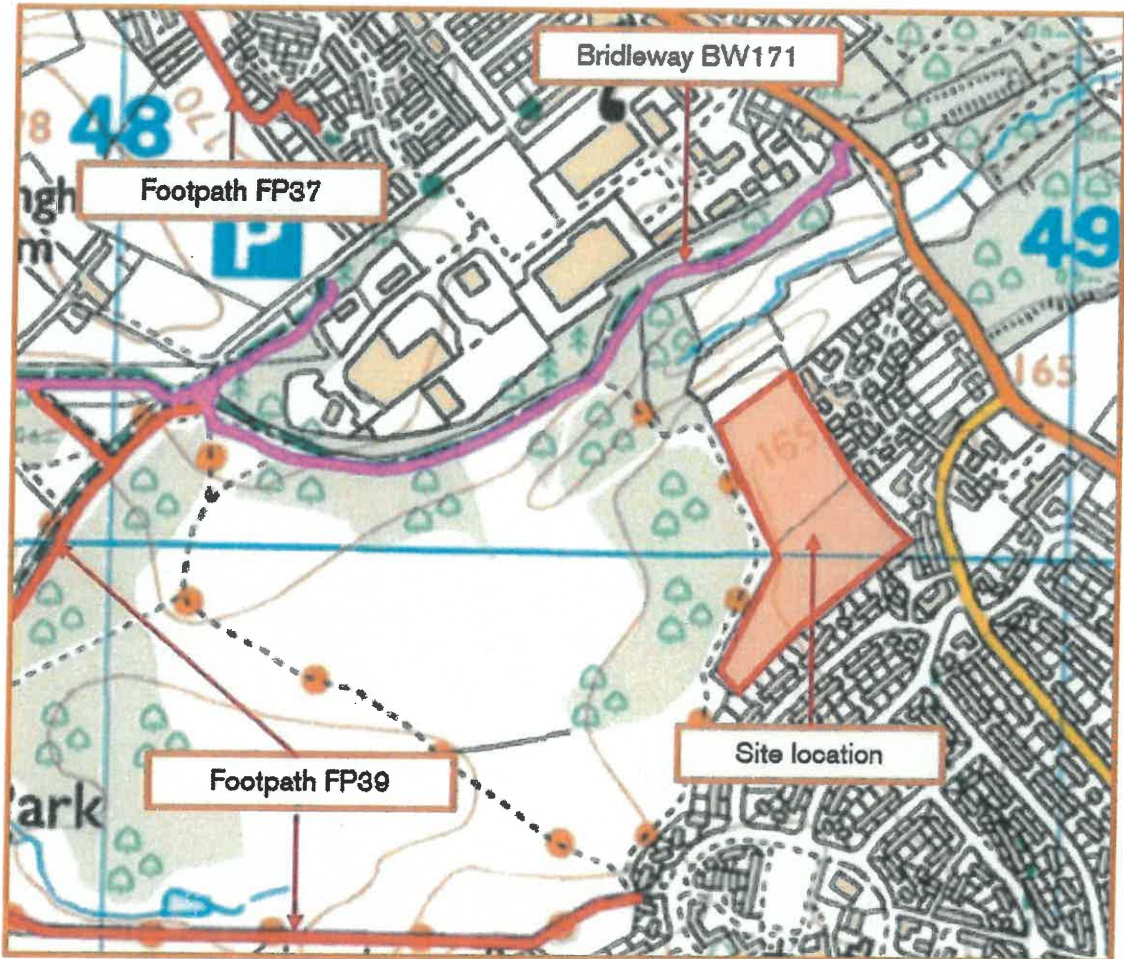 Bridleway BW171
48
170
Footpath FP37
P
49
165
165
Site location
Footpath FP39
ark